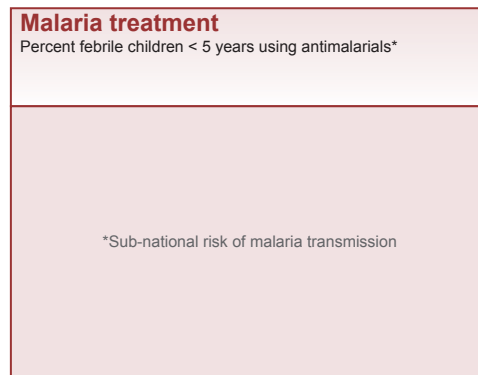 Malaria treatment
Percent febrile children < 5 years using antimalarials*
*Sub-national risk of malaria transmission